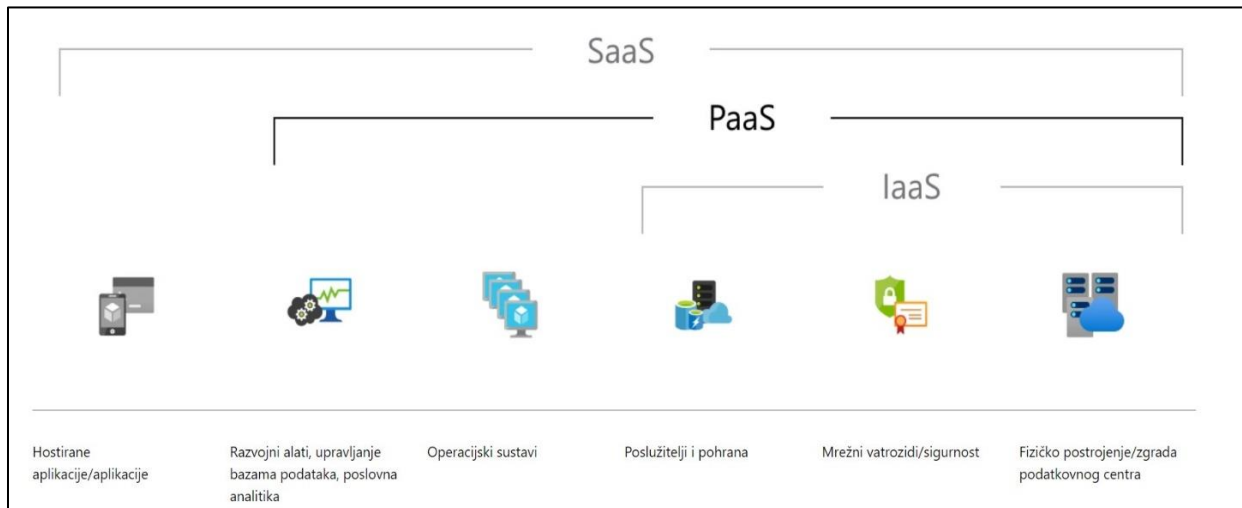 SaaS
PaaS
IaaS
Hostirane
aplikacije/aplikacije
Razvojni alati, upravljanje
bazama podataka, poslovna
analitika
Operacijski sustavi
Poslužitelji i pohrana
Mrežni vatrozidi/sigurnost
Fizičko postrojenje/zgrada
podatkovnog centra